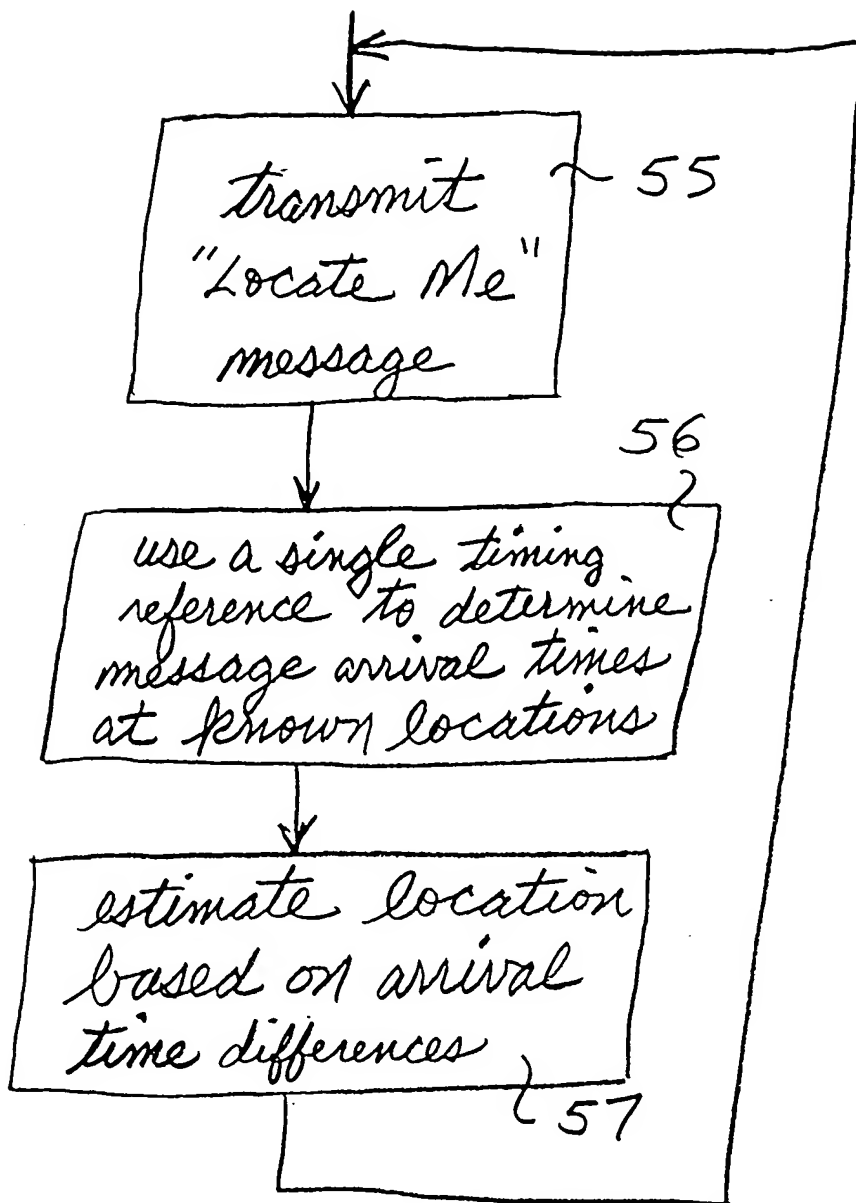 transmit
"Locate Me"
message
55
56
use a single timing
reference to determine
message arrival times
at known locations
estimate location
based on arrival
time differences
57